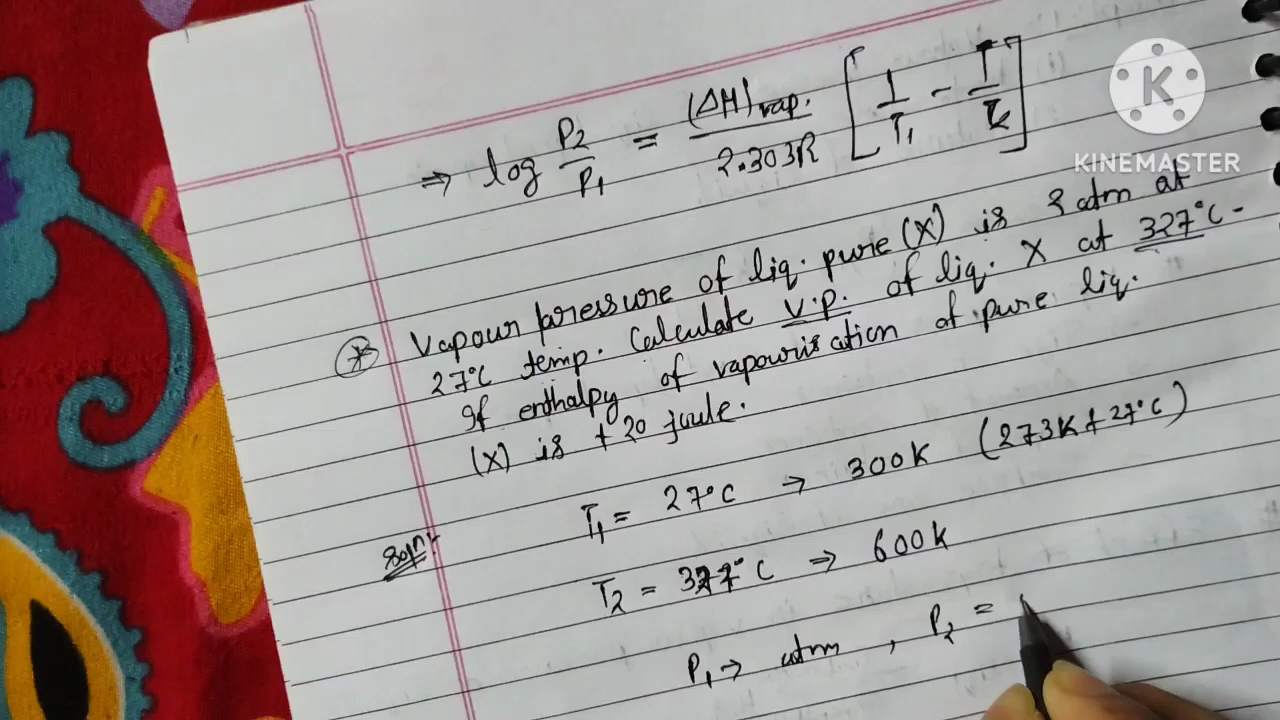 ⇒ log P2/P1 = (ΔH)vap. / 2.303R [ 1/T1 - 1/T2 ]
K
KINEMASTER
Vapour pressure of liq. pure (X) is 2 atm at
27°C temp. Calculate V.P. of liq. X at 327°C-
If enthalpy of vapourisation of pure liq.
(X) is + 20 joule.
Soln:-
T1 = 27°C → 300K (273K + 27°C)
T2 = 327°C ⇒ 600K
P1 → atm , P2 =